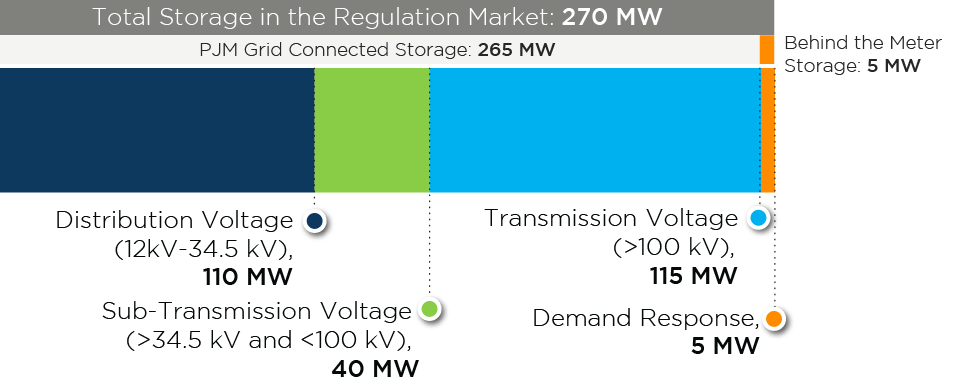 Total Storage in the Regulation Market: 270 MW
PJM Grid Connected Storage: 265 MW
Behind the Meter
Storage: 5 MW
Distribution Voltage
(12kV-34.5 kV),
110 MW
Transmission Voltage
(>100 kV),
115 MW
Sub-Transmission Voltage
(>34.5 kV and <100 kV),
40 MW
Demand Response,
5 MW